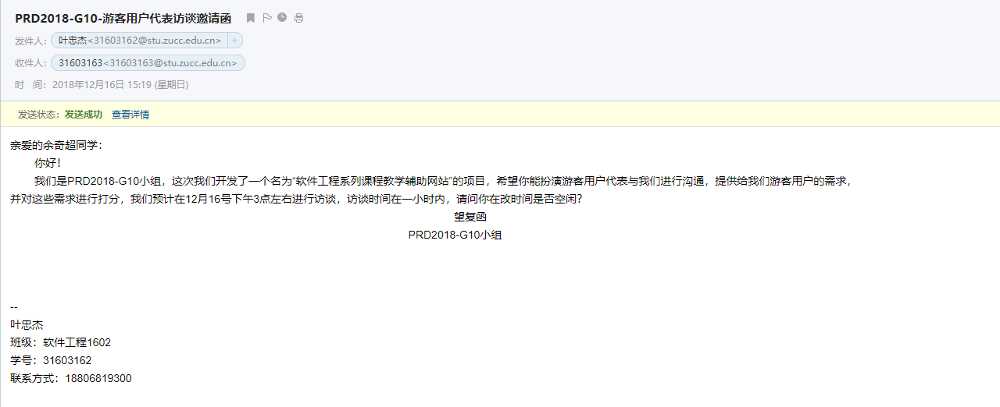 PRD2018-G10-游客用户代表访谈邀请函
发件人：叶忠杰<31603162@stu.zucc.edu.cn> +
收件人：31603163<31603163@stu.zucc.edu.cn>
时 间：2018年12月16日 15:19 (星期日)
发送状态：发送成功 查看详情
亲爱的余奇超同学：
你好！
我们是PRD2018-G10小组，这次我们开发了一个名为“软件工程系列课程教学辅助网站”的项目，希望你能扮演游客用户代表与我们进行沟通，提供给我们游客用户的需求，
并对这些需求进行打分，我们预计在12月16号下午3点左右进行访谈，访谈时间在一小时内，请问你在改时间是否空闲？
望复函
PRD2018-G10小组
--
叶忠杰
班级：软件工程1602
学号：31603162
联系方式：18806819300